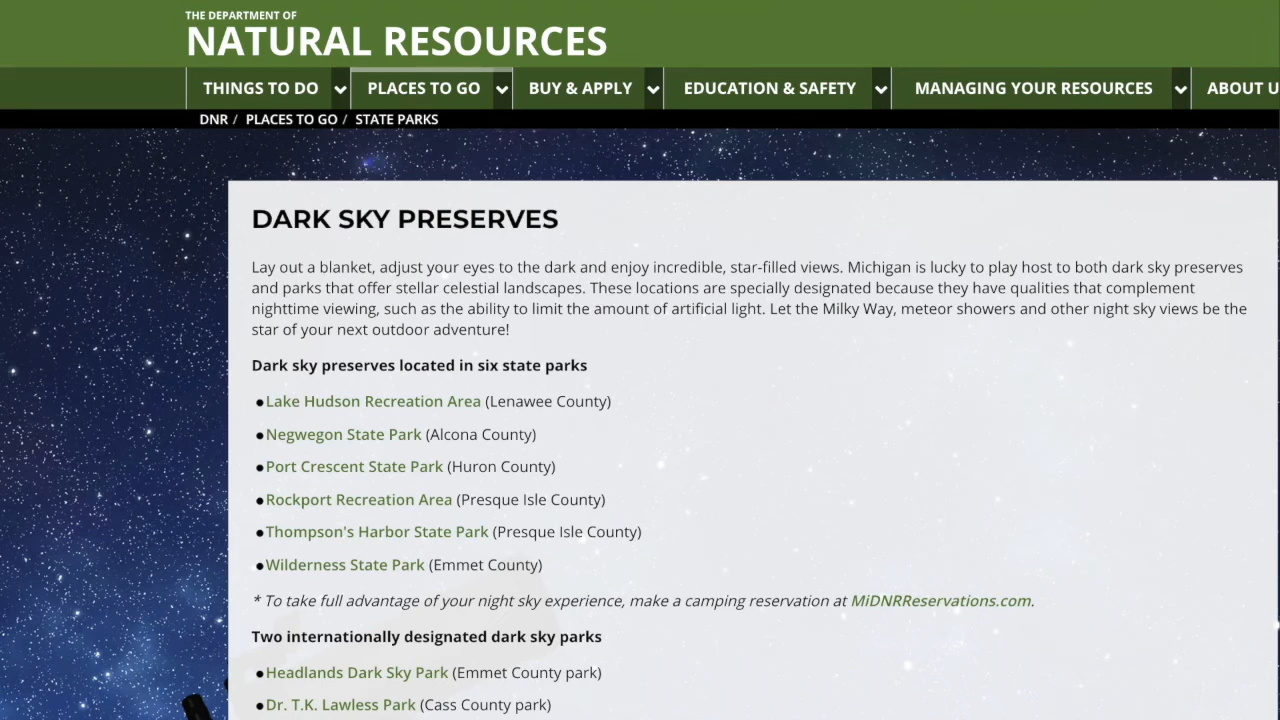 THE DEPARTMENT OF
NATURAL RESOURCES
THINGS TO DO PLACES TO GO BUY & APPLY EDUCATION & SAFETY MANAGING YOUR RESOURCES ABOUT U
DNR / PLACES TO GO / STATE PARKS
DARK SKY PRESERVES
Lay out a blanket, adjust your eyes to the dark and enjoy incredible, star-filled views. Michigan is lucky to play host to both dark sky preserves
and parks that offer stellar celestial landscapes. These locations are specially designated because they have qualities that complement
nighttime viewing, such as the ability to limit the amount of artificial light. Let the Milky Way, meteor showers and other night sky views be the
star of your next outdoor adventure!
Dark sky preserves located in six state parks
●Lake Hudson Recreation Area (Lenawee County)
●Negwegon State Park (Alcona County)
●Port Crescent State Park (Huron County)
●Rockport Recreation Area (Presque Isle County)
●Thompson's Harbor State Park (Presque Isle County)
●Wilderness State Park (Emmet County)
* To take full advantage of your night sky experience, make a camping reservation at MiDNRReservations.com.
Two internationally designated dark sky parks
●Headlands Dark Sky Park (Emmet County park)
●Dr. T.K. Lawless Park (Cass County park)